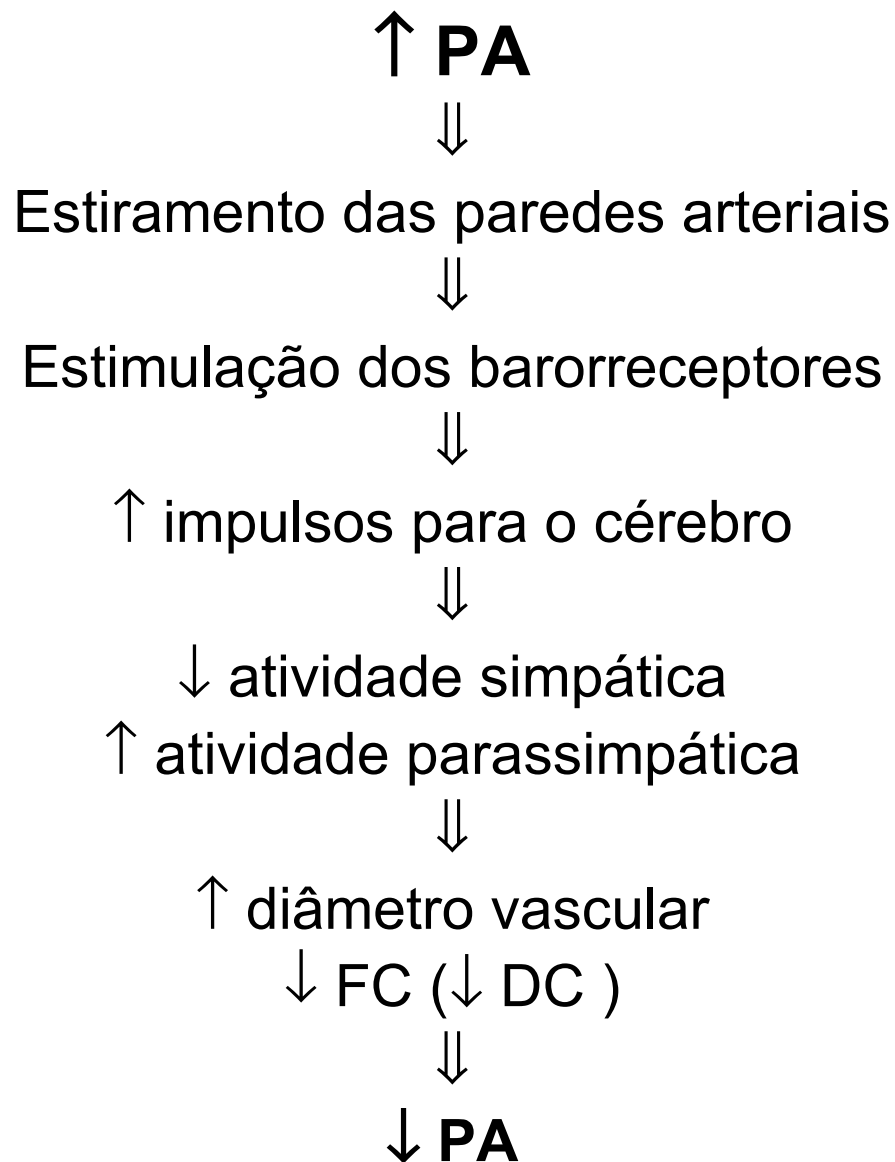 ↑ PA
⇓
Estiramento das paredes arteriais
⇓
Estimulação dos barorreceptores
⇓
↑ impulsos para o cérebro
⇓
↓ atividade simpática
↑ atividade parassimpática
⇓
↑ diâmetro vascular
↓ FC (↓ DC )
⇓
↓ PA